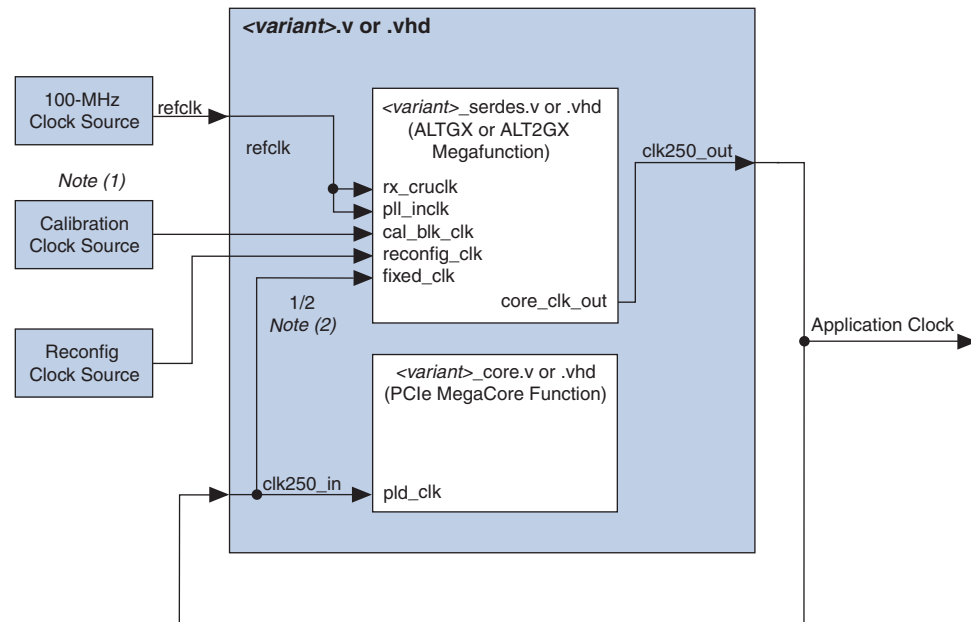 <variant>.v or .vhd
100-MHz
Clock Source
refclk
refclk
Note (1)
Calibration
Clock Source
Reconfig
Clock Source
<variant>_serdes.v or .vhd
(ALTGX or ALT2GX
Megafunction)
rx_cruclk
pll_inclk
cal_blk_clk
reconfig_clk
fixed_clk
1/2
Note (2)
core_clk_out
clk250_out
Application Clock
<variant>_core.v or .vhd
(PCIe MegaCore Function)
clk250_in
pld_clk